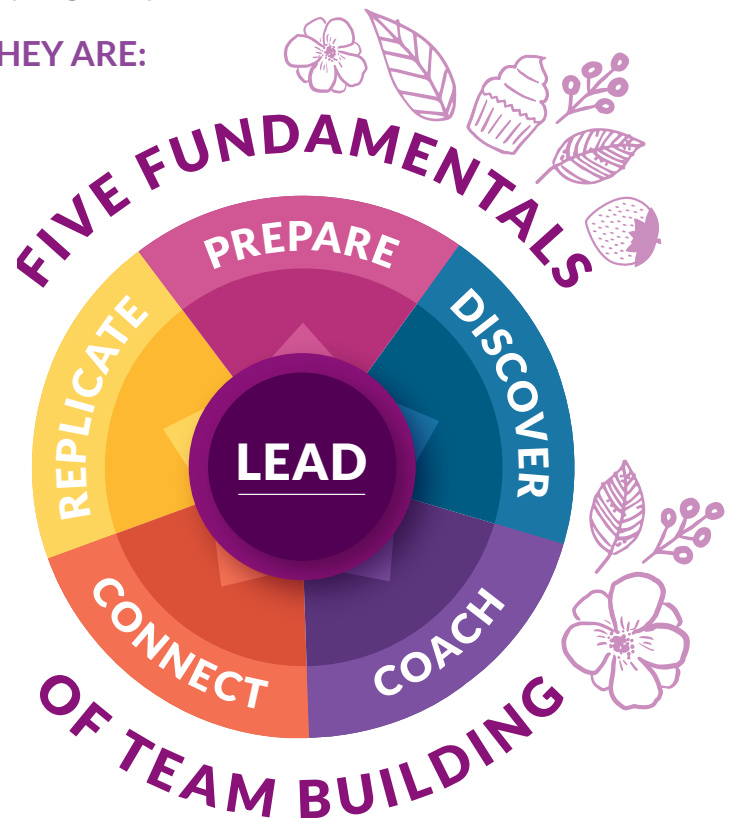 HEY ARE:
FIVE FUNDAMENTALS
PREPARE
DISCOVER
COACH
CONNECT
REPLICATE
LEAD
OF TEAM BUILDING